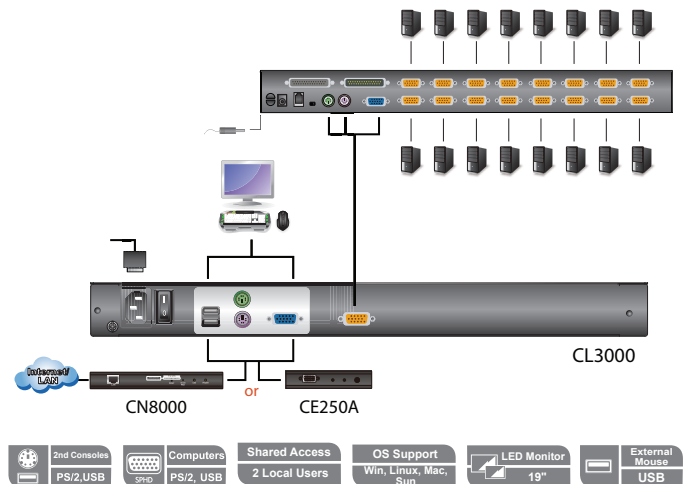 CL3000
Internet/
LAN
or
CN8000
CE250A
2nd Consoles
PS/2,USB
SPHD
Computers
PS/2, USB
Shared Access
2 Local Users
OS Support
Win, Linux, Mac,
Sun
LED Monitor
19"
External
Mouse
USB